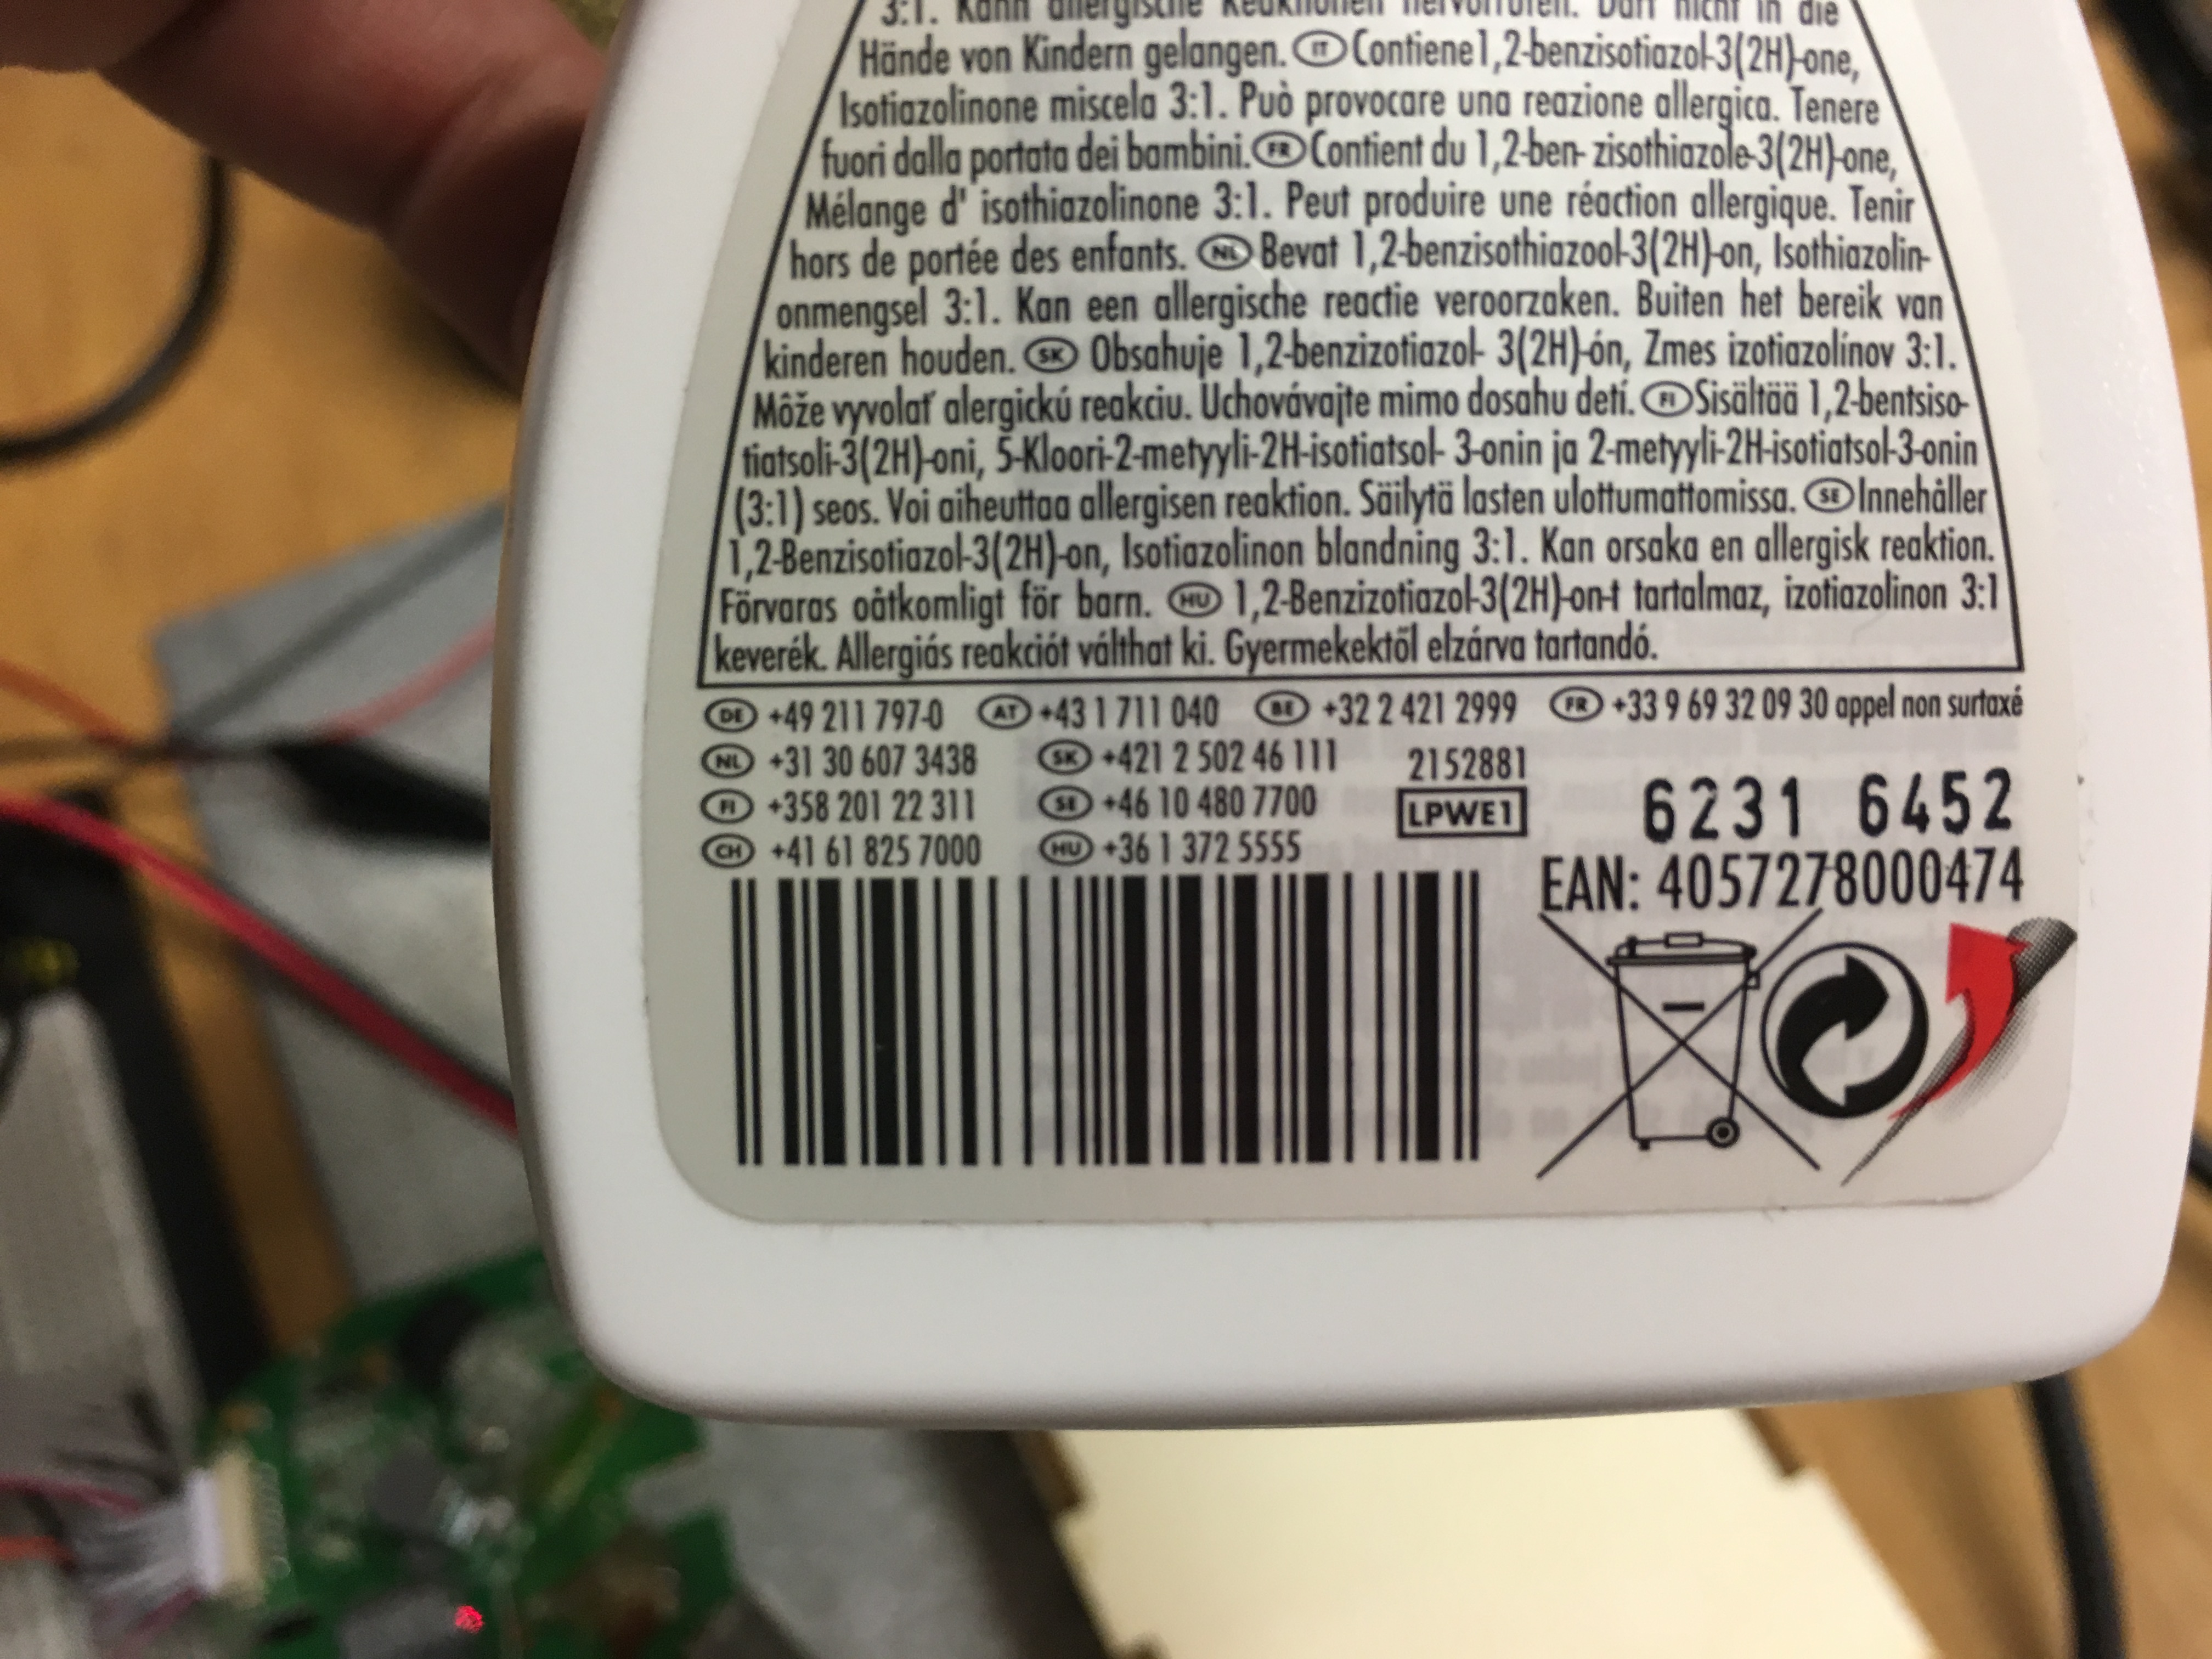 3:1. Kann allergische Reaktionen hervorrufen. Darf nicht in die
Hände von Kindern gelangen. IT Contiene1,2-benzisotiazol-3(2H)-one,
Isotiazolinone miscela 3:1. Può provocare una reazione allergica. Tenere
fuori dalla portata dei bambini. FR Contient du 1,2-ben- zisothiazole-3(2H)-one,
Mélange d' isothiazolinone 3:1. Peut produire une réaction allergique. Tenir
hors de portée des enfants. NL Bevat 1,2-benzisothiazool-3(2H)-on, Isothiazolin-
onmengsel 3:1. Kan een allergische reactie veroorzaken. Buiten het bereik van
kinderen houden. SK Obsahuje 1,2-benzizotiazol- 3(2H)-ón, Zmes izotiazolínov 3:1.
Môže vyvolať alergickú reakciu. Uchovávajte mimo dosahu detí. FI Sisältää 1,2-bentsiso-
tiatsoli-3(2H)-oni, 5-Kloori-2-metyyli-2H-isotiatsol- 3-onin ja 2-metyyli-2H-isotiatsol-3-onin
(3:1) seos. Voi aiheuttaa allergisen reaktion. Säilytä lasten ulottumattomissa. SE Innehåller
1,2-Benzisotiazol-3(2H)-on, Isotiazolinon blandning 3:1. Kan orsaka en allergisk reaktion.
Förvaras oåtkomligt för barn. HU 1,2-Benzizotiazol-3(2H)-on-t tartalmaz, izotiazolinon 3:1
keverék. Allergiás reakciót válthat ki. Gyermekektől elzárva tartandó.
DE +49 211 797-0 AT +43 1 711 040 BE +32 2 421 2999 FR +33 9 69 32 09 30 appel non surtaxé
NL +31 30 607 3438 SK +421 2 502 46 111 2152881
FI +358 201 22 311 SE +46 10 480 7700 LPWE1 6231 6452
CH +41 61 825 7000 HU +36 1 372 5555
EAN: 4057278000474